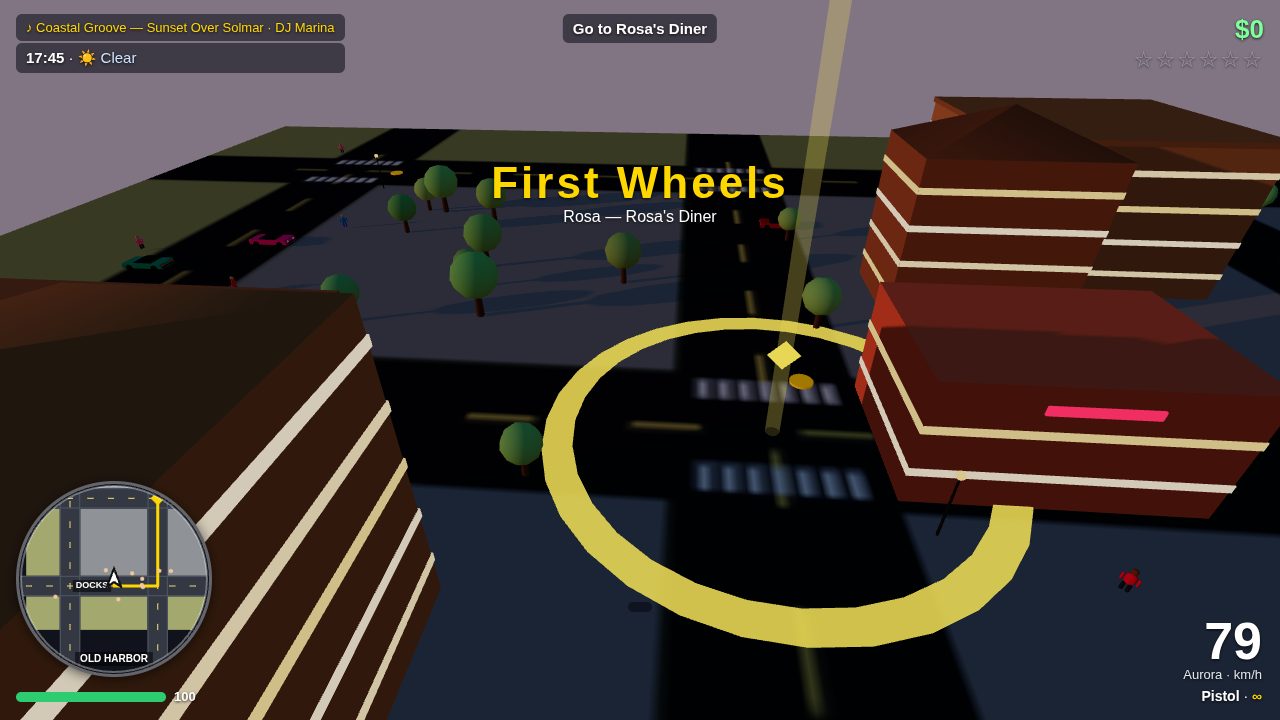 ♪ Coastal Groove — Sunset Over Solmar · DJ Marina
17:45 · ☀️ Clear
Go to Rosa's Diner
$0
First Wheels
Rosa — Rosa's Diner
DOCKS
OLD HARBOR
100
79
Aurora · km/h
Pistol · ∞